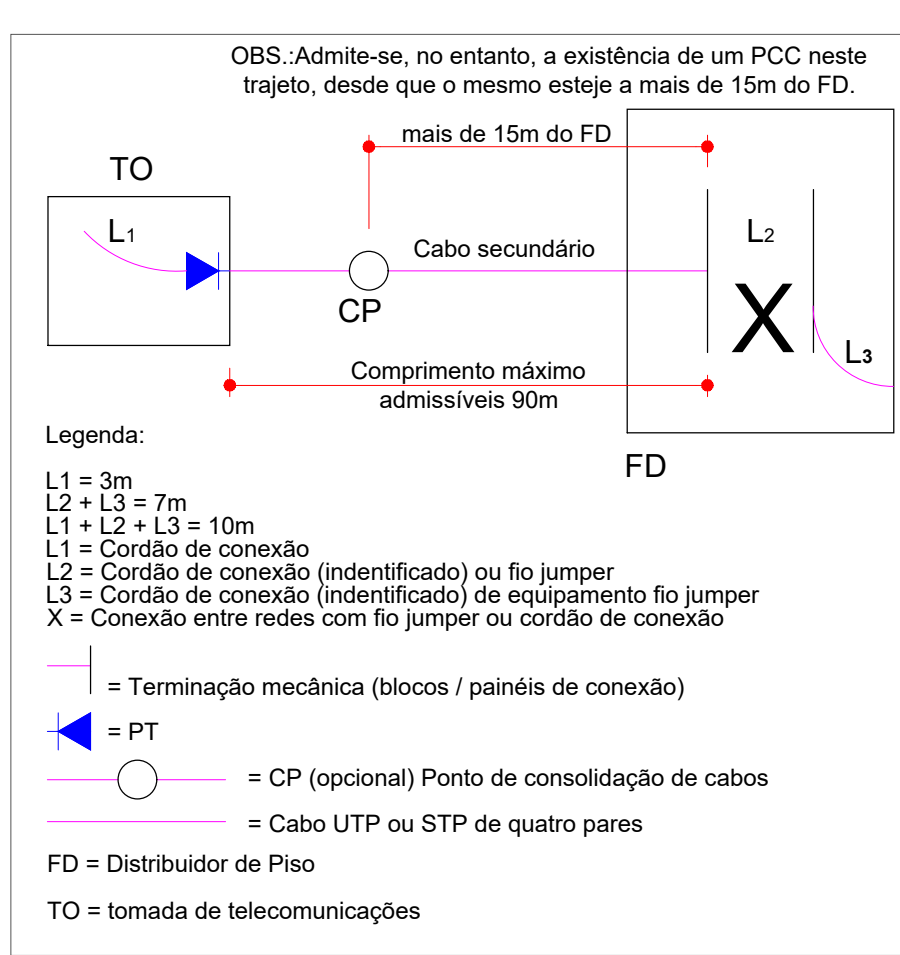 OBS.:Admite-se, no entanto, a existência de um PCC neste
trajeto, desde que o mesmo esteje a mais de 15m do FD.
mais de 15m do FD
TO
L1
L2
Cabo secundário
CP
L3
Comprimento máximo
admissíveis 90m
FD
Legenda:
L1 = 3m
L2 + L3 = 7m
L1 + L2 + L3 = 10m
L1 = Cordão de conexão
L2 = Cordão de conexão (indentificado) ou fio jumper
L3 = Cordão de conexão (indentificado) de equipamento fio jumper
X = Conexão entre redes com fio jumper ou cordão de conexão
= Terminação mecânica (blocos / painéis de conexão)
= PT
= CP (opcional) Ponto de consolidação de cabos
= Cabo UTP ou STP de quatro pares
FD = Distribuidor de Piso
TO = tomada de telecomunicações
X